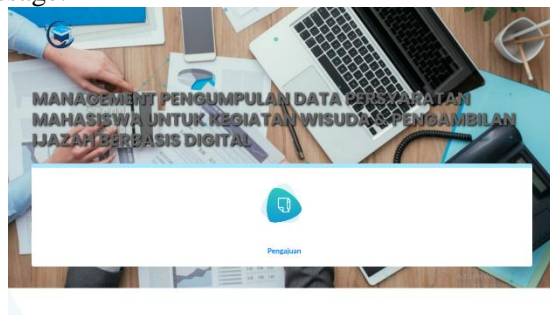 MANAGEMENT PENGUMPULAN DATA PERSYARATAN
MAHASISWA UNTUK KEGIATAN WISUDA & PENGAMBILAN
IJAZAH BERBASIS DIGITAL
Pengajuan